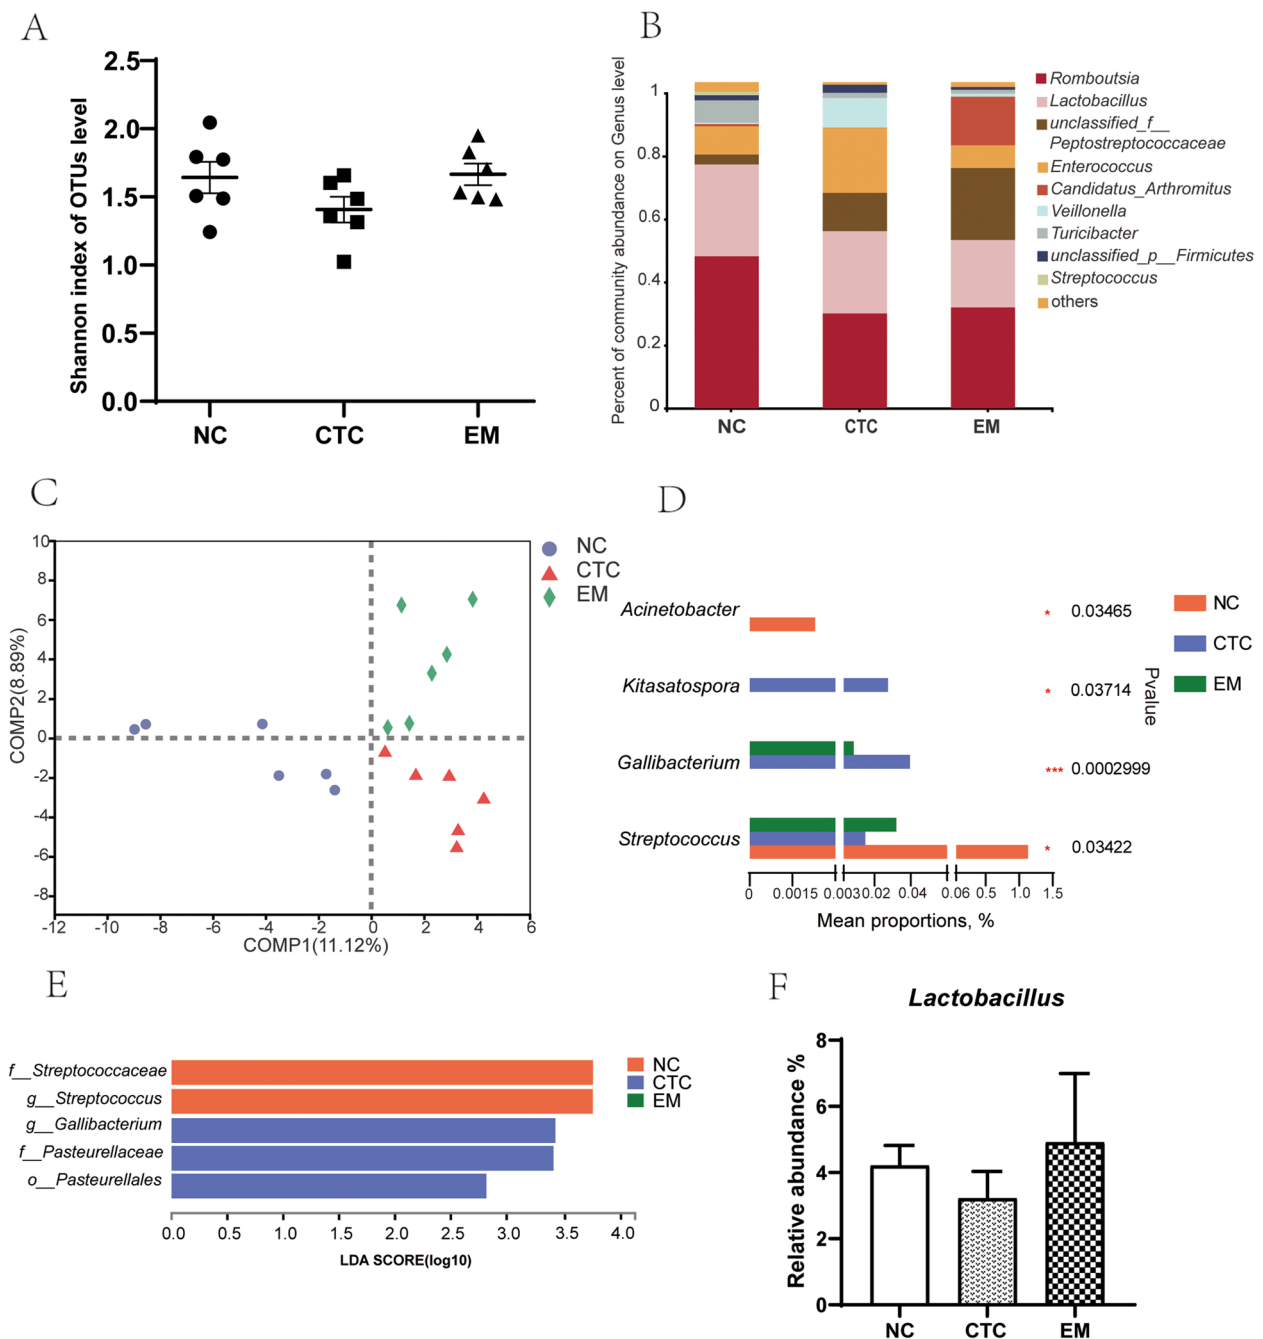 A
Shannon index of OTUs level
2.5
2.0
1.5
1.0
0.5
0.0
NC
CTC
EM
B
Percent of community abundance on Genus level
1
0.8
0.6
0.4
0.2
0
NC
CTC
EM
Romboutsia
Lactobacillus
unclassified_f__
Peptostreptococcaceae
Enterococcus
Candidatus_Arthromitus
Veillonella
Turicibacter
unclassified_p__Firmicutes
Streptococcus
others
C
COMP2(8.89%)
10
8
6
4
2
0
-2
-4
-6
-8
-12
-10
-8
-6
-4
-2
0
2
4
6
COMP1(11.12%)
NC
CTC
EM
D
Acinetobacter
* 0.03465
Kitasatospora
* 0.03714
Gallibacterium
*** 0.0002999
Streptococcus
* 0.03422
Pvalue
NC
CTC
EM
0 0.0015 0.0030.02 0.04 0.06 0.5 1.0 1.5
Mean proportions, %
E
f__Streptococcaceae
g__Streptococcus
g__Gallibacterium
f__Pasteurellaceae
o__Pasteurellales
NC
CTC
EM
0.0 0.5 1.0 1.5 2.0 2.5 3.0 3.5 4.0
LDA SCORE(log10)
F
Lactobacillus
Relative abundance %
8
6
4
2
0
NC
CTC
EM